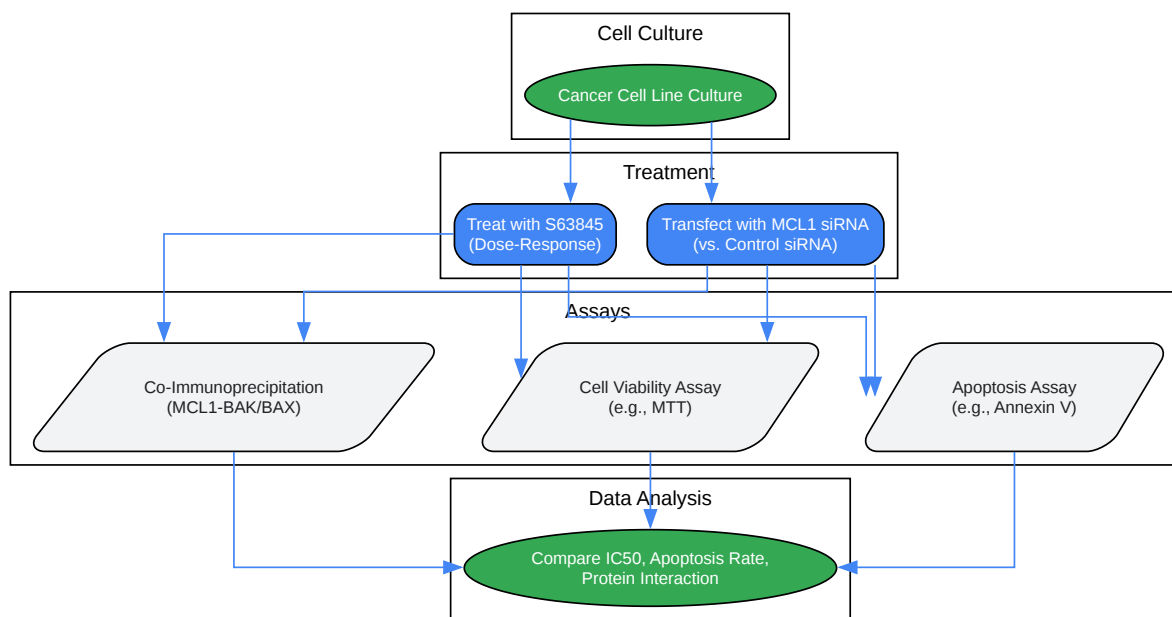 Cell Culture
Cancer Cell Line Culture
Treatment
Treat with S63845
(Dose-Response)
Transfect with MCL1 siRNA
(vs. Control siRNA)
Assays
Co-Immunoprecipitation
(MCL1-BAK/BAX)
Cell Viability Assay
(e.g., MTT)
Apoptosis Assay
(e.g., Annexin V)
Data Analysis
Compare IC50, Apoptosis Rate,
Protein Interaction